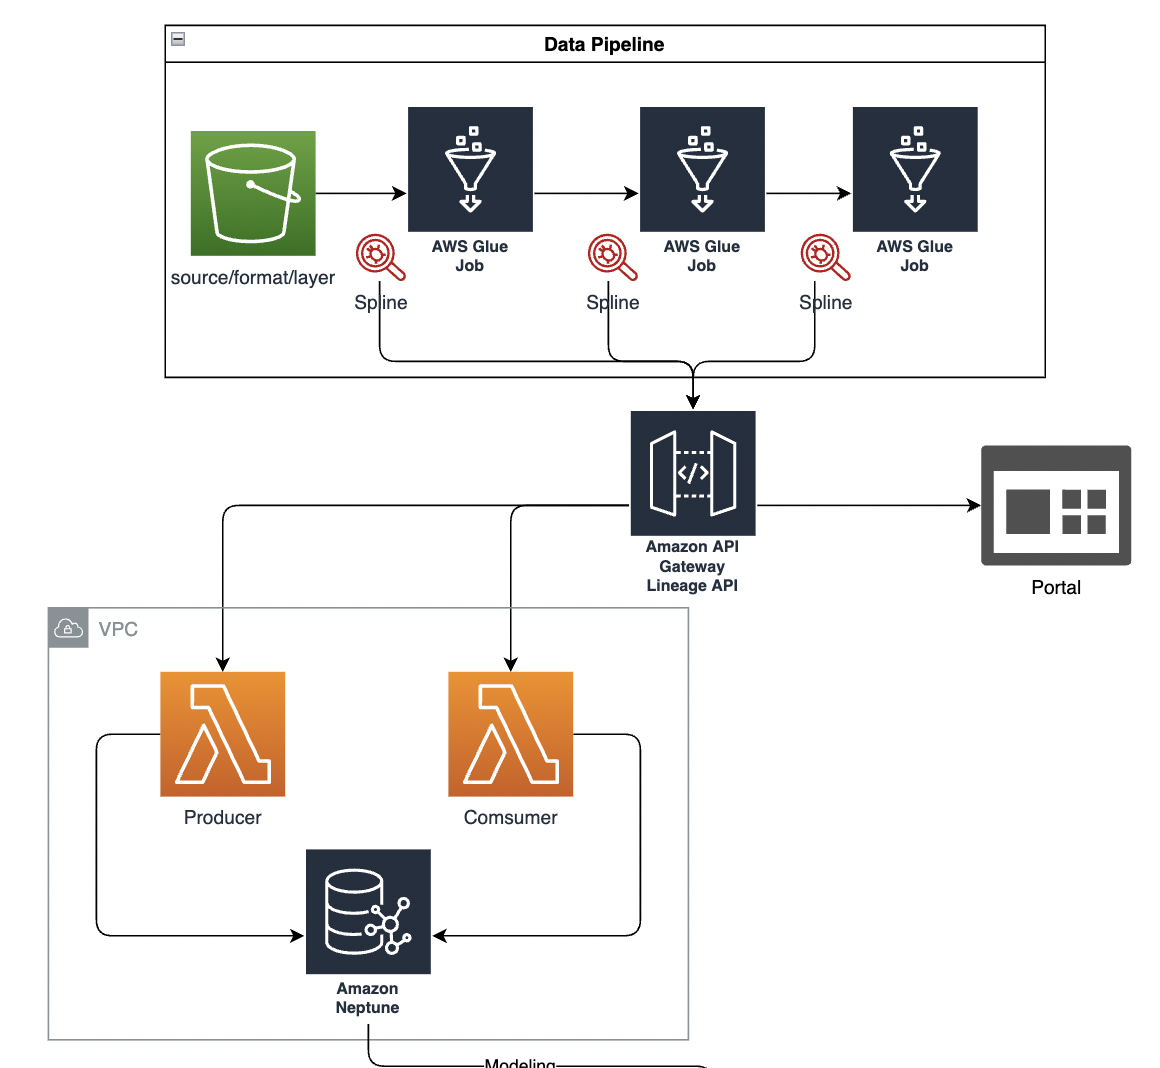 Data Pipeline
AWS Glue
Job
AWS Glue
Job
AWS Glue
Job
source/format/layer
Spline
Spline
Spline
</>
Amazon API
Gateway
Lineage API
Portal
VPC
Producer
Comsumer
Amazon
Neptune
Modeling